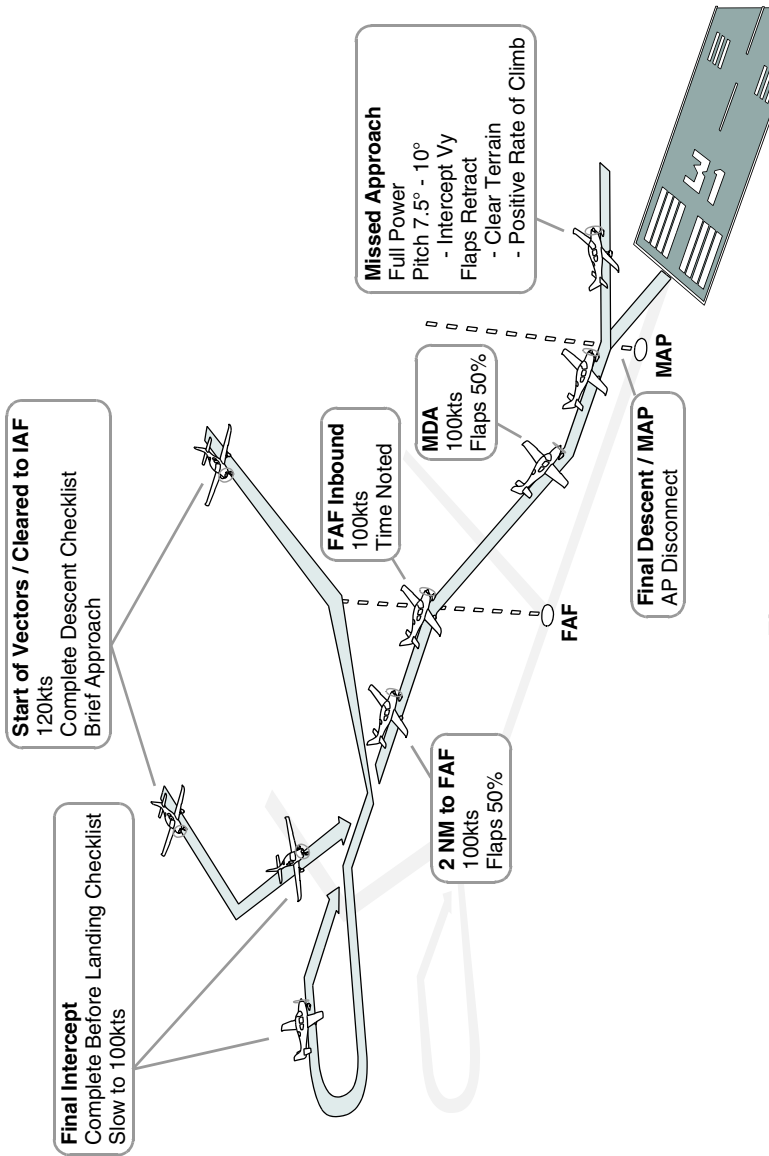 Start of Vectors / Cleared to IAF
120kts
Complete Descent Checklist
Brief Approach
Final Intercept
Complete Before Landing Checklist
Slow to 100kts
2 NM to FAF
100kts
Flaps 50%
FAF Inbound
100kts
Time Noted
FAF
MDA
100kts
Flaps 50%
Missed Approach
Full Power
Pitch 7.5° - 10°
- Intercept Vy
Flaps Retract
- Clear Terrain
- Positive Rate of Climb
MAP
Final Descent / MAP
AP Disconnect
31